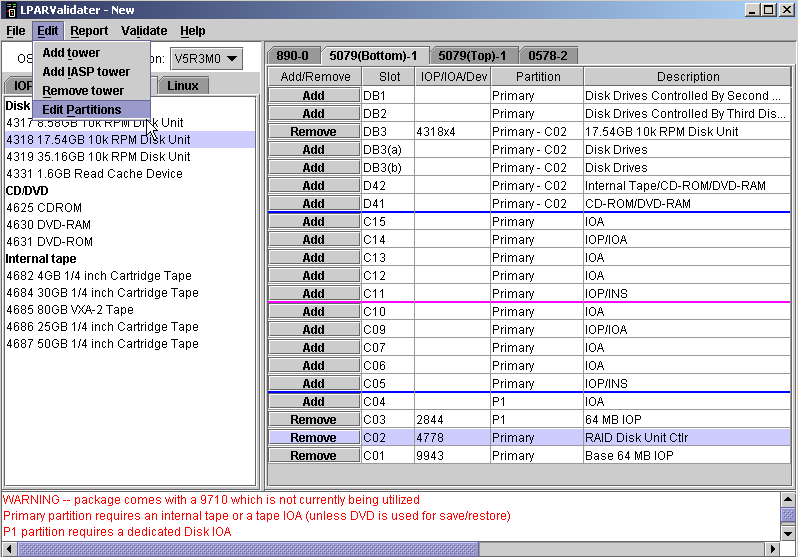 LPARValidater - New
File Edit Report Validate Help
OS on: V5R3M0
Add tower
Add IASP tower
Remove tower
Edit Partitions
IOP Linux
Disk
4317 8.58GB 10k RPM Disk Unit
4318 17.54GB 10k RPM Disk Unit
4319 35.16GB 10k RPM Disk Unit
4331 1.6GB Read Cache Device
CD/DVD
4625 CDROM
4630 DVD-RAM
4631 DVD-ROM
Internal tape
4682 4GB 1/4 inch Cartridge Tape
4684 30GB 1/4 inch Cartridge Tape
4685 80GB VXA-2 Tape
4686 25GB 1/4 inch Cartridge Tape
4687 50GB 1/4 inch Cartridge Tape
890-0 5079(Bottom)-1 5079(Top)-1 0578-2
Add/Remove Slot IOP/IOA/Dev Partition Description
Add DB1 Primary Disk Drives Controlled By Second ...
Add DB2 Primary Disk Drives Controlled By Third Dis...
Remove DB3 4318x4 Primary - C02 17.54GB 10k RPM Disk Unit
Add DB3(a) Primary - C02 Disk Drives
Add DB3(b) Primary - C02 Disk Drives
Add D42 Primary - C02 Internal Tape/CD-ROM/DVD-RAM
Add D41 Primary - C02 CD-ROM/DVD-RAM
Add C15 Primary IOA
Add C14 Primary IOP/IOA
Add C13 Primary IOA
Add C12 Primary IOA
Add C11 Primary IOP/INS
Add C10 Primary IOA
Add C09 Primary IOP/IOA
Add C07 Primary IOA
Add C06 Primary IOA
Add C05 Primary IOP/INS
Add C04 P1 IOA
Remove C03 2844 P1 64 MB IOP
Remove C02 4778 Primary RAID Disk Unit Ctlr
Remove C01 9943 Primary Base 64 MB IOP
WARNING -- package comes with a 9710 which is not currently being utilized
Primary partition requires an internal tape or a tape IOA (unless DVD is used for save/restore)
P1 partition requires a dedicated Disk IOA